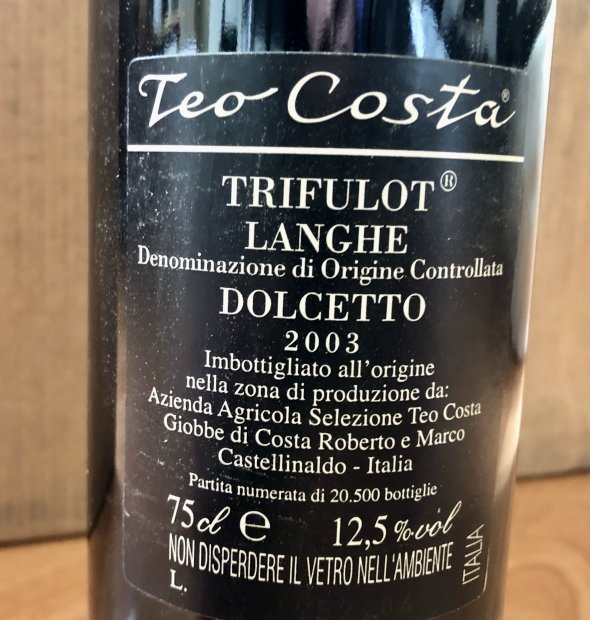 Teo Costa®
TRIFULOT®
LANGHE
Denominazione di Origine Controllata
DOLCETTO
2003
Imbottigliato all'origine
nella zona di produzione da:
Azienda Agricola Selezione Teo Costa
Giobbe di Costa Roberto e Marco
Castellinaldo - Italia
Partita numerata di 20.500 bottiglie
75cl e 12,5%vol
NON DISPERDERE IL VETRO NELL'AMBIENTE
ITALIA
L.